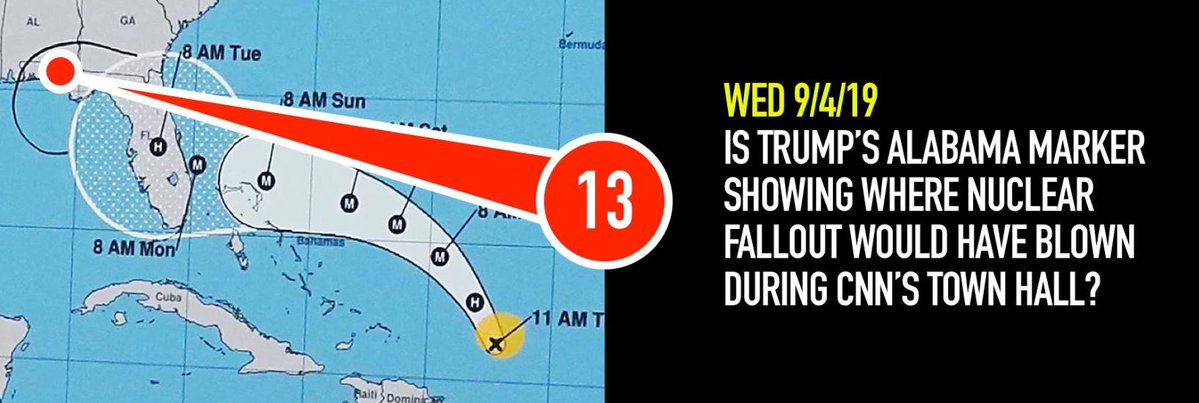 AL
GA
Bermuda
8 AM Tue
8 AM Sun
FL
H
M
M
M
M
M
H
13
8 AM Mon
Bahamas
11 AM T
Cuba
Haiti
WED 9/4/19
IS TRUMP'S ALABAMA MARKER
SHOWING WHERE NUCLEAR
FALLOUT WOULD HAVE BLOWN
DURING CNN'S TOWN HALL?